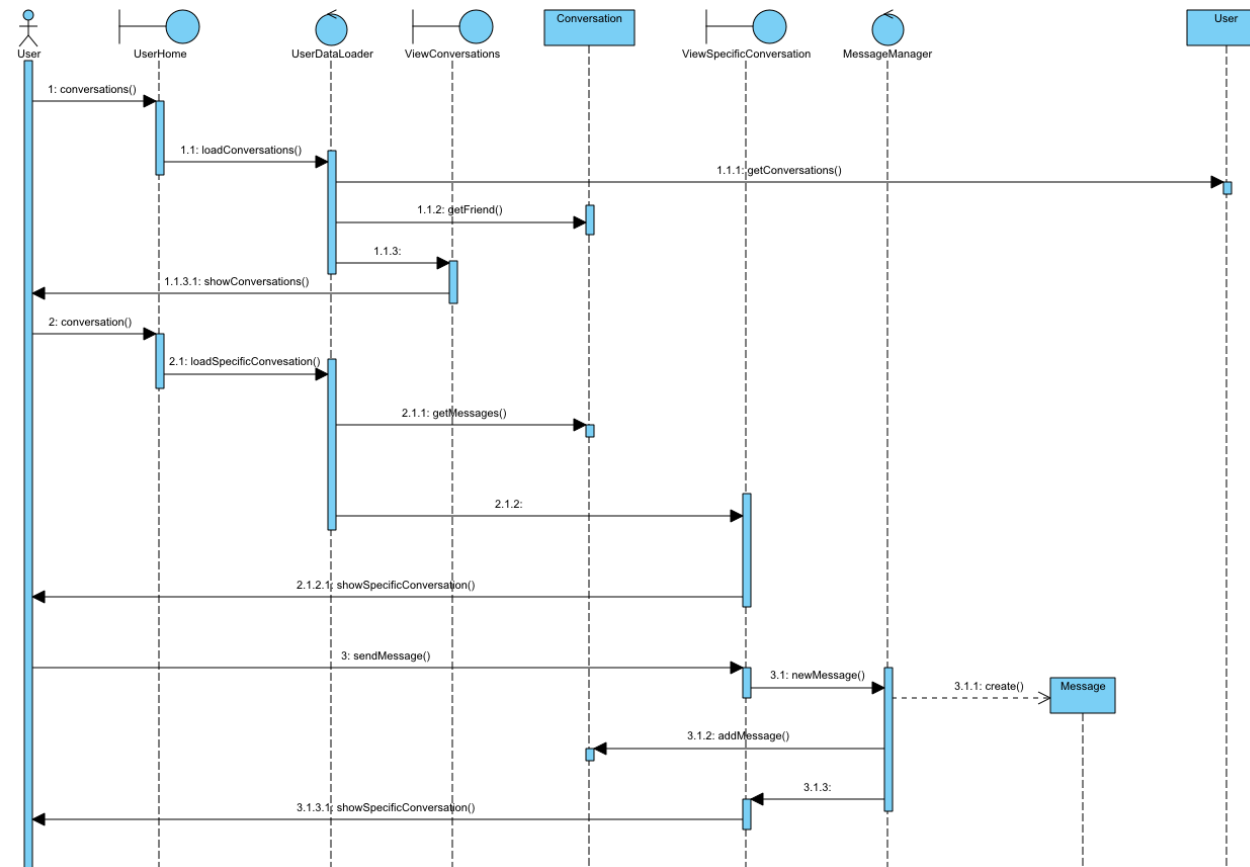 Conversation
User
User
UserHome
UserDataLoader
ViewConversations
ViewSpecificConversation
MessageManager
1: conversations()
1.1: loadConversations()
1.1.1: getConversations()
1.1.2: getFriend()
1.1.3:
1.1.3.1: showConversations()
2: conversation()
2.1: loadSpecificConvesation()
2.1.1: getMessages()
2.1.2:
2.1.2.1: showSpecificConversation()
3: sendMessage()
3.1: newMessage()
3.1.1: create()
Message
3.1.2: addMessage()
3.1.3:
3.1.3.1: showSpecificConversation()